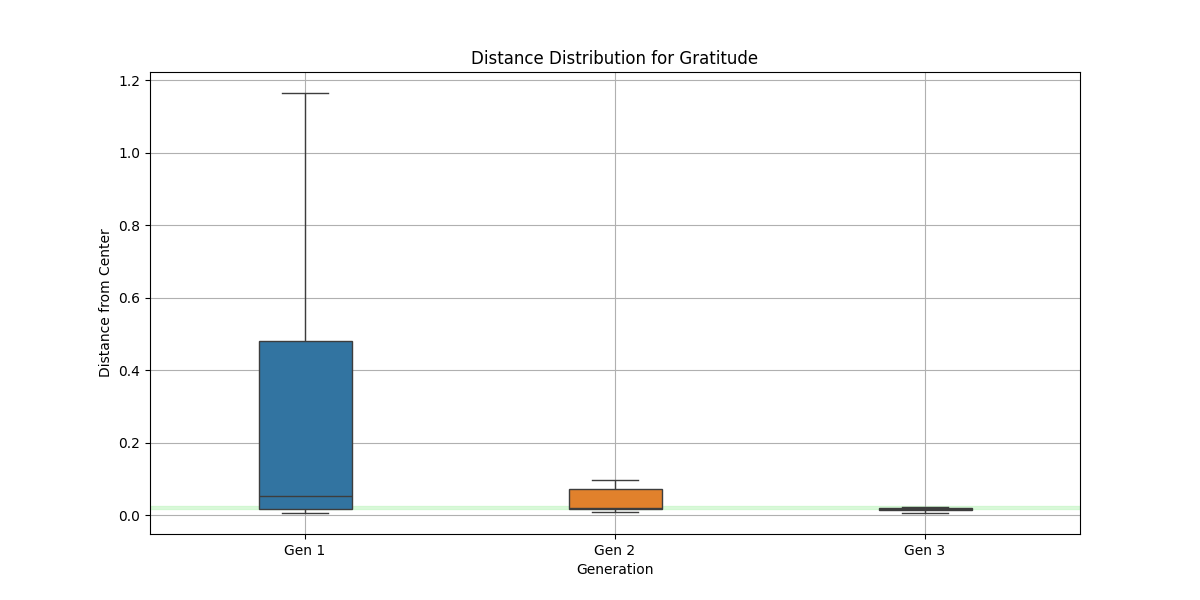 Distance Distribution for Gratitude
Distance from Center
1.2
1.0
0.8
0.6
0.4
0.2
0.0
Gen 1
Gen 2
Gen 3
Generation